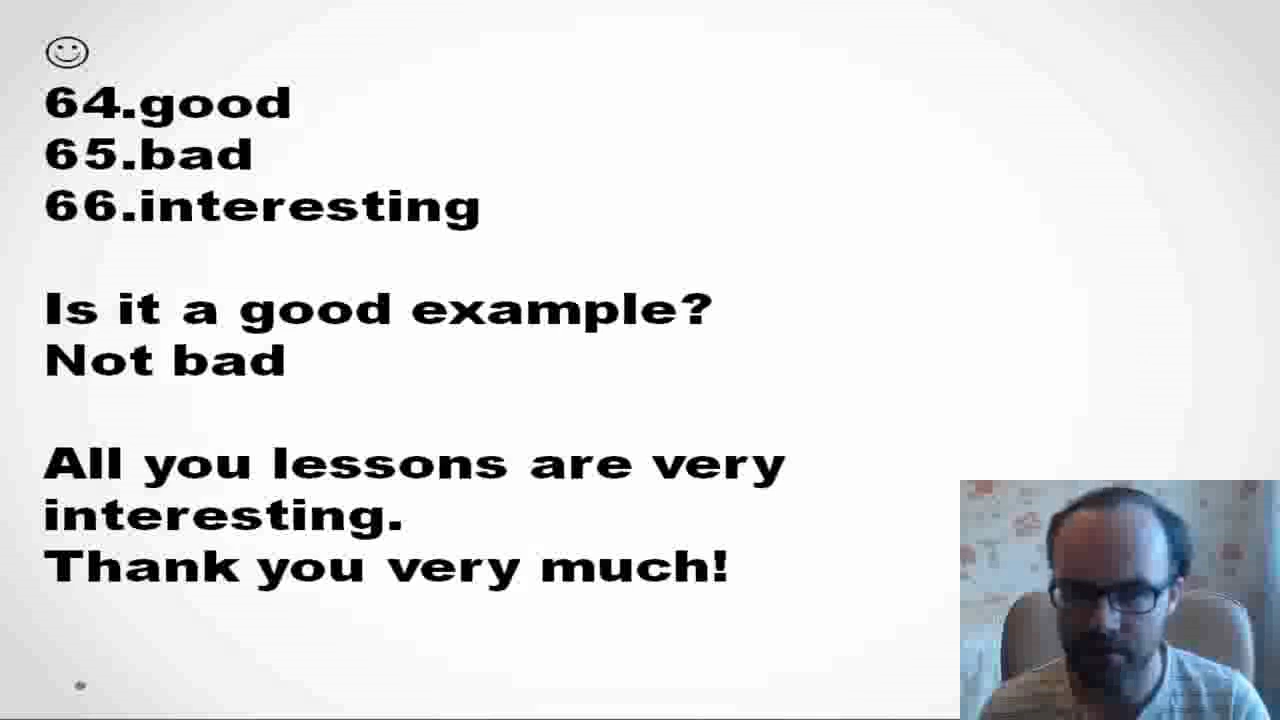 64.good
65.bad
66.interesting
Is it a good example?
Not bad
All you lessons are very
interesting.
Thank you very much!